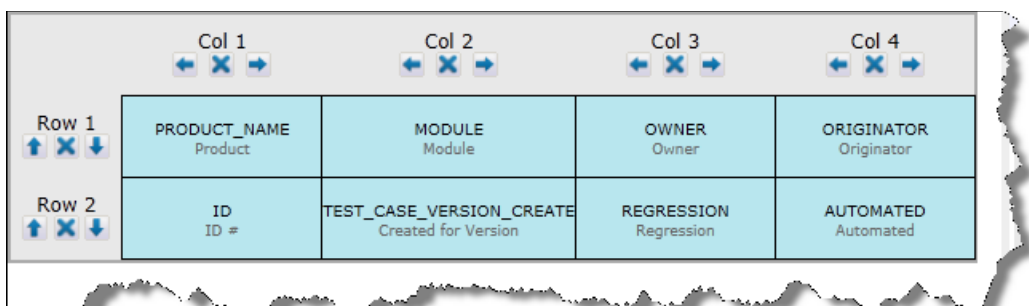 Col 1 Col 2 Col 3 Col 4
Row 1
PRODUCT_NAME MODULE OWNER ORIGINATOR
Product Module Owner Originator
Row 2
ID TEST_CASE_VERSION_CREATE REGRESSION AUTOMATED
ID # Created for Version Regression Automated